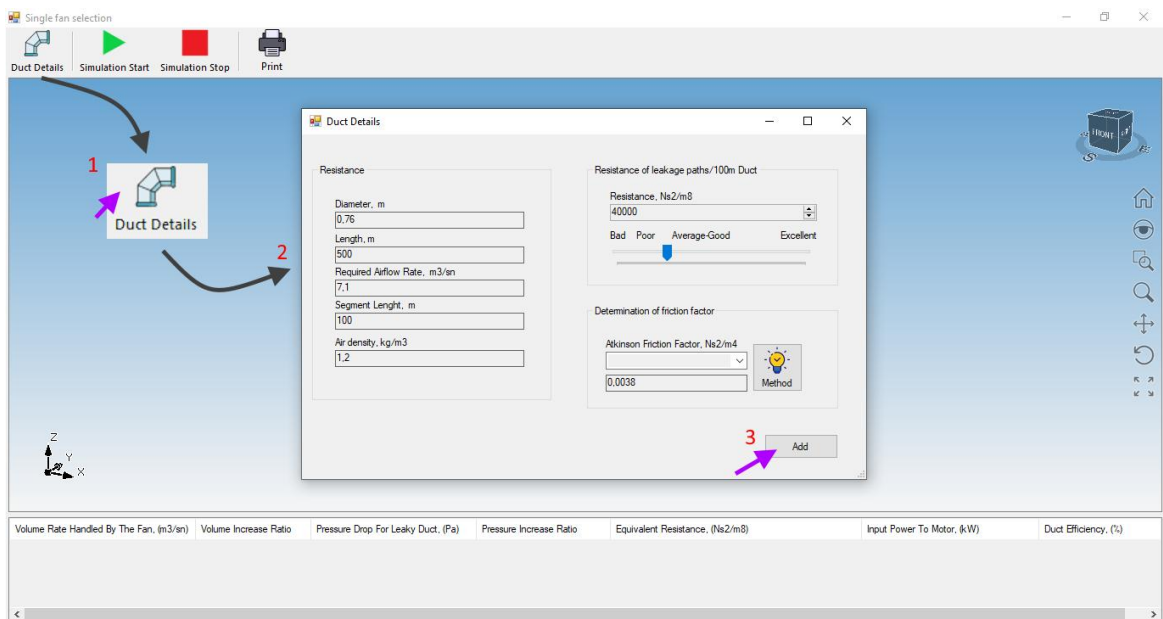 Single fan selection
Duct Details Simulation Start Simulation Stop Print
1
Duct Details
2
Duct Details
Resistance
Diameter, m
0,76
Length, m
500
Required Airflow Rate, m3/sn
7,1
Segment Lenght, m
100
Air density, kg/m3
1,2
Resistance of leakage paths/100m Duct
Resistance, Ns2/m8
40000
Bad Poor Average-Good Excellent
Determination of friction factor
Atkinson Friction Factor, Ns2/m4
0,0038
Method
3
Add
FRONT
S
Z
Y
X
Volume Rate Handled By The Fan, (m3/sn) Volume Increase Ratio Pressure Drop For Leaky Duct, (Pa) Pressure Increase Ratio Equivalent Resistance, (Ns2/m8) Input Power To Motor, (kW) Duct Efficiency, (%)